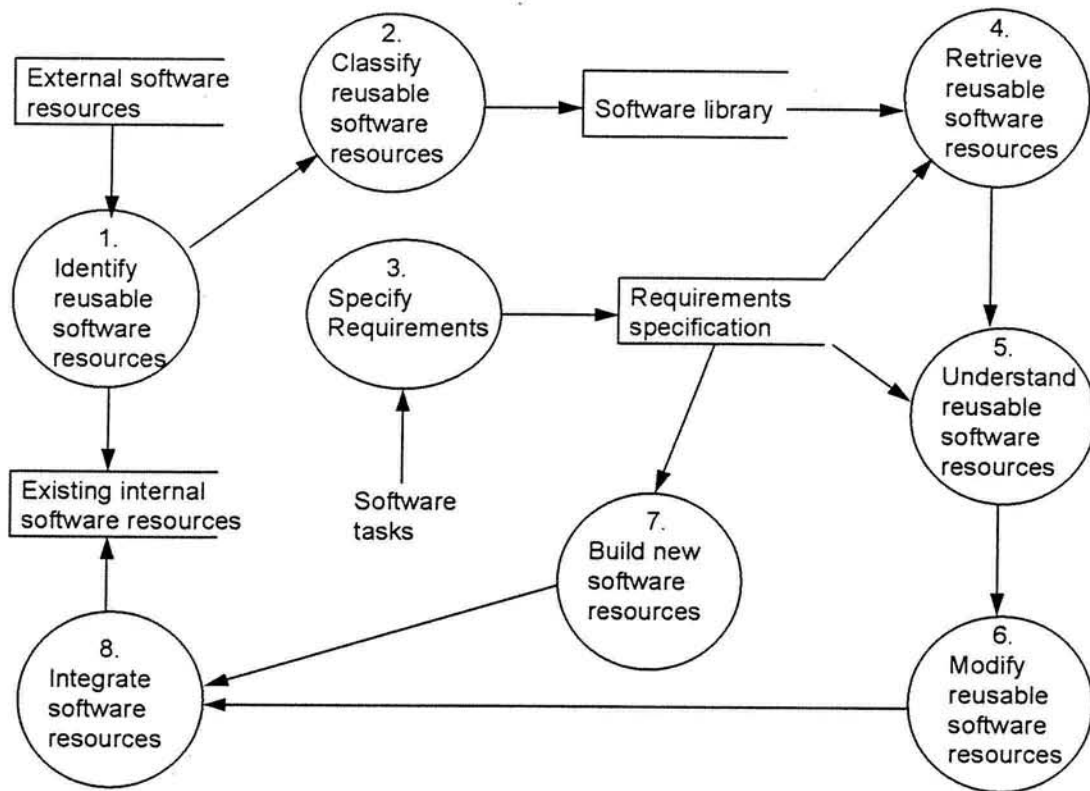 External software
resources
2.
Classify
reusable
software
resources
Software library
4.
Retrieve
reusable
software
resources
1.
Identify
reusable
software
resources
3.
Specify
Requirements
Requirements
specification
5.
Understand
reusable
software
resources
Existing internal
software resources
Software
tasks
7.
Build new
software
resources
8.
Integrate
software
resources
6.
Modify
reusable
software
resources